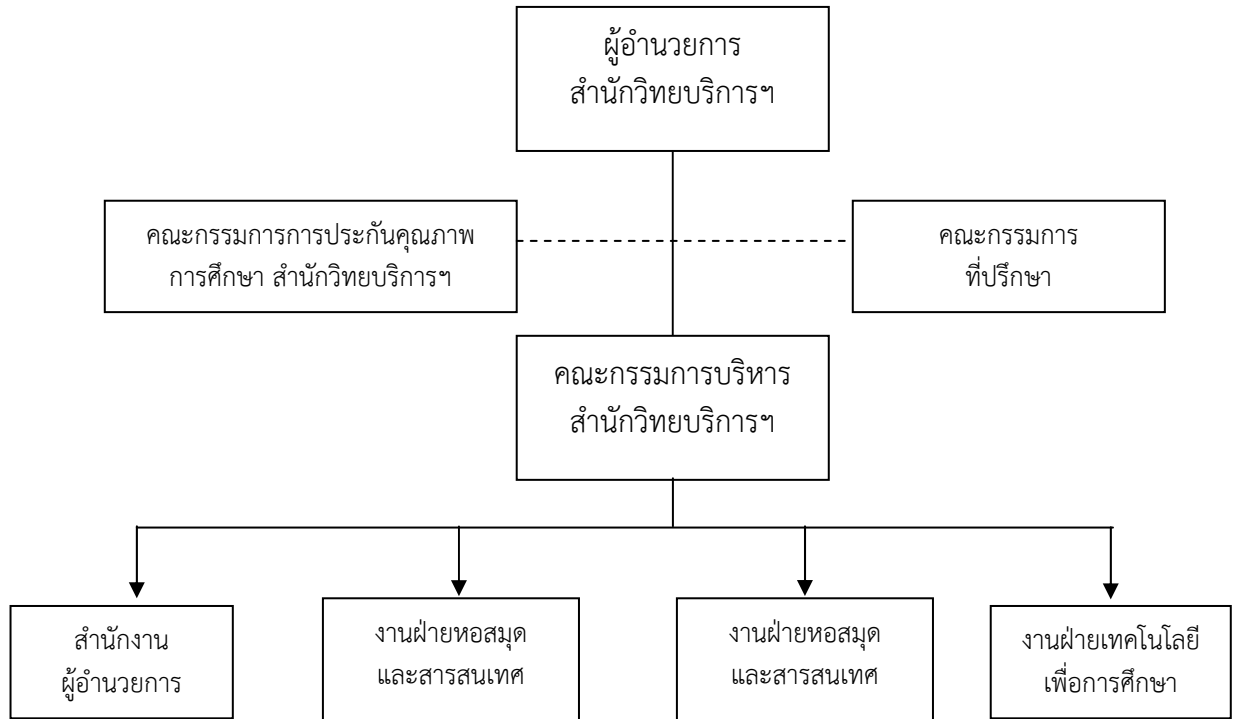 ผู้อำนวยการ
สำนักวิทยบริการฯ
คณะกรรมการการประกันคุณภาพ
การศึกษา สำนักวิทยบริการฯ
คณะกรรมการ
ที่ปรึกษา
คณะกรรมการบริหาร
สำนักวิทยบริการฯ
สำนักงาน
ผู้อำนวยการ
งานฝ่ายหอสมุด
และสารสนเทศ
งานฝ่ายหอสมุด
และสารสนเทศ
งานฝ่ายเทคโนโลยี
เพื่อการศึกษา